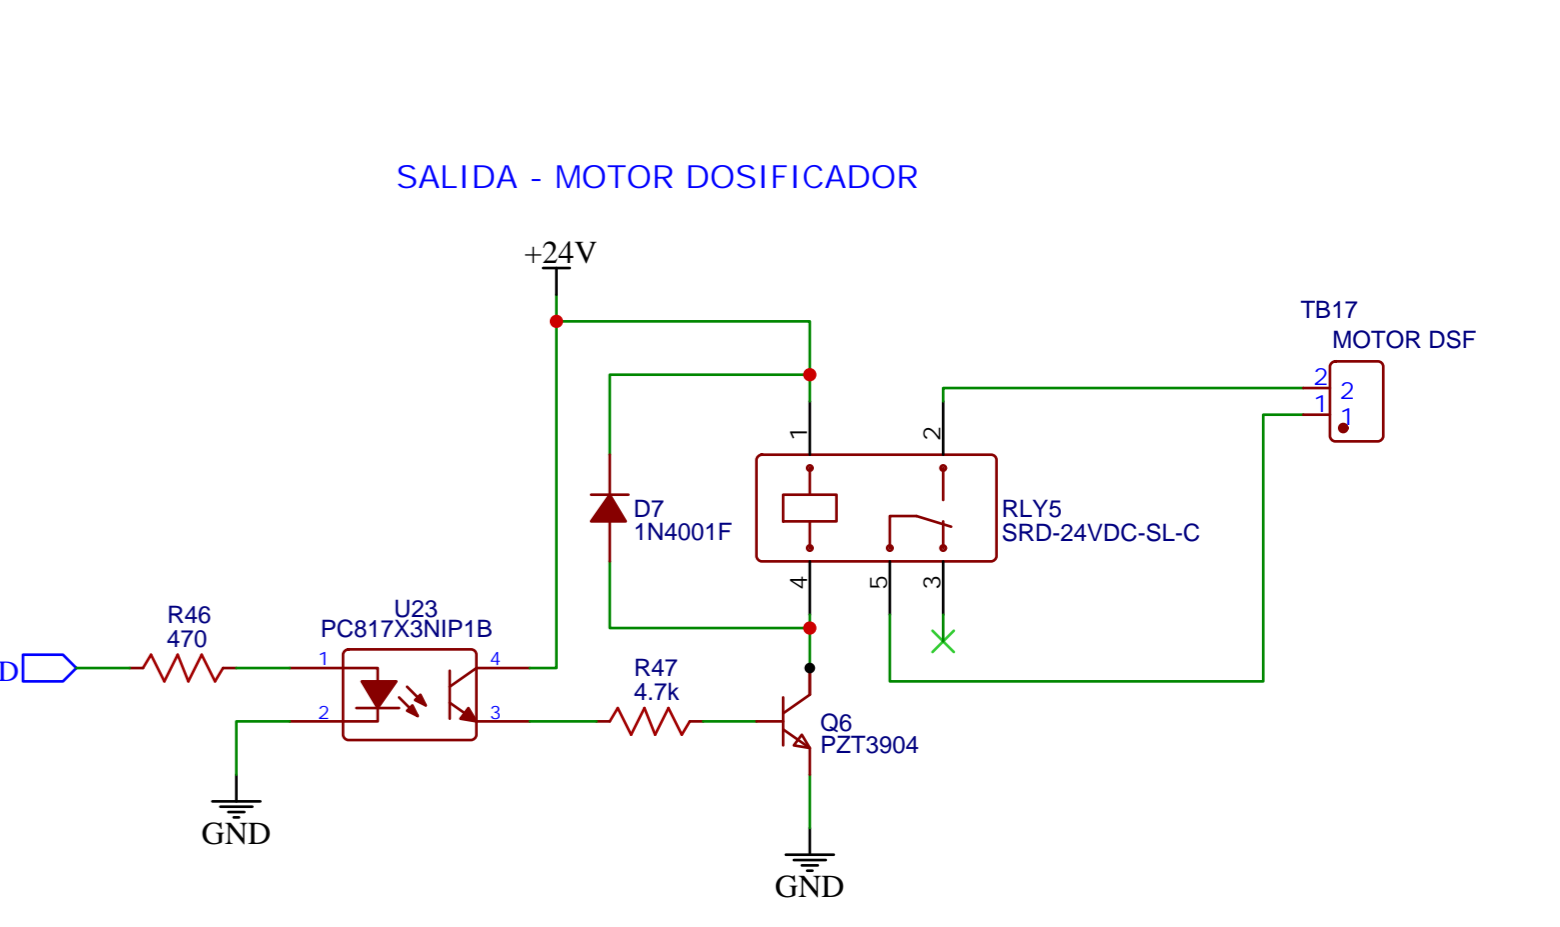 SALIDA - MOTOR DOSIFICADOR
+24V
TB17
MOTOR DSF
2
2
1
1
1
2
D7
1N4001F
RLY5
SRD-24VDC-SL-C
4
5
3
R46
470
U23
PC817X3NIP1B
1
4
2
3
D
R47
4.7k
Q6
PZT3904
GND
GND